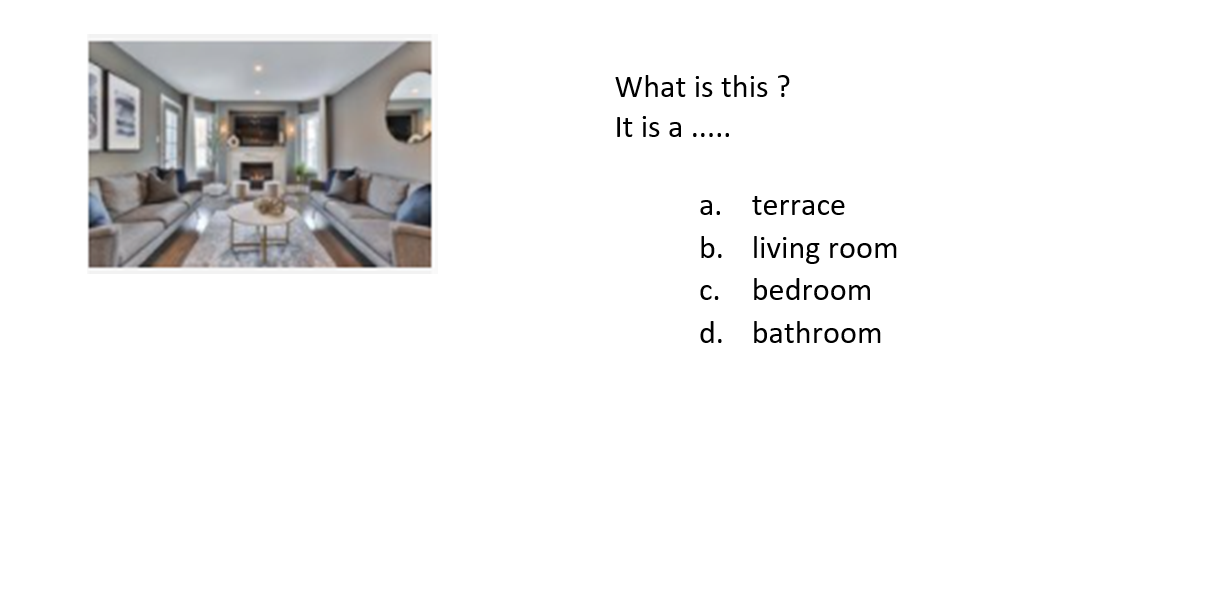 What is this ?
It is a .....
a. terrace
b. living room
c. bedroom
d. bathroom